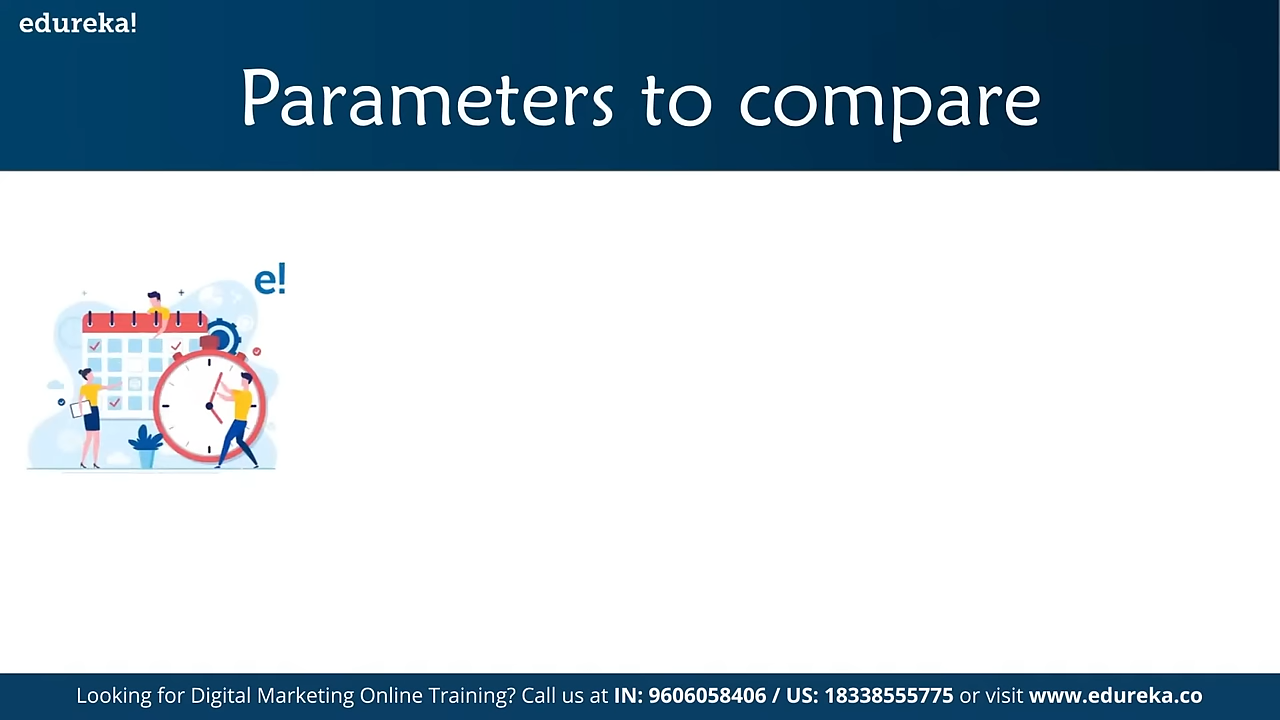 edureka!
Parameters to compare
e!
Looking for Digital Marketing Online Training? Call us at IN: 9606058406 / US: 18338555775 or visit www.edureka.co